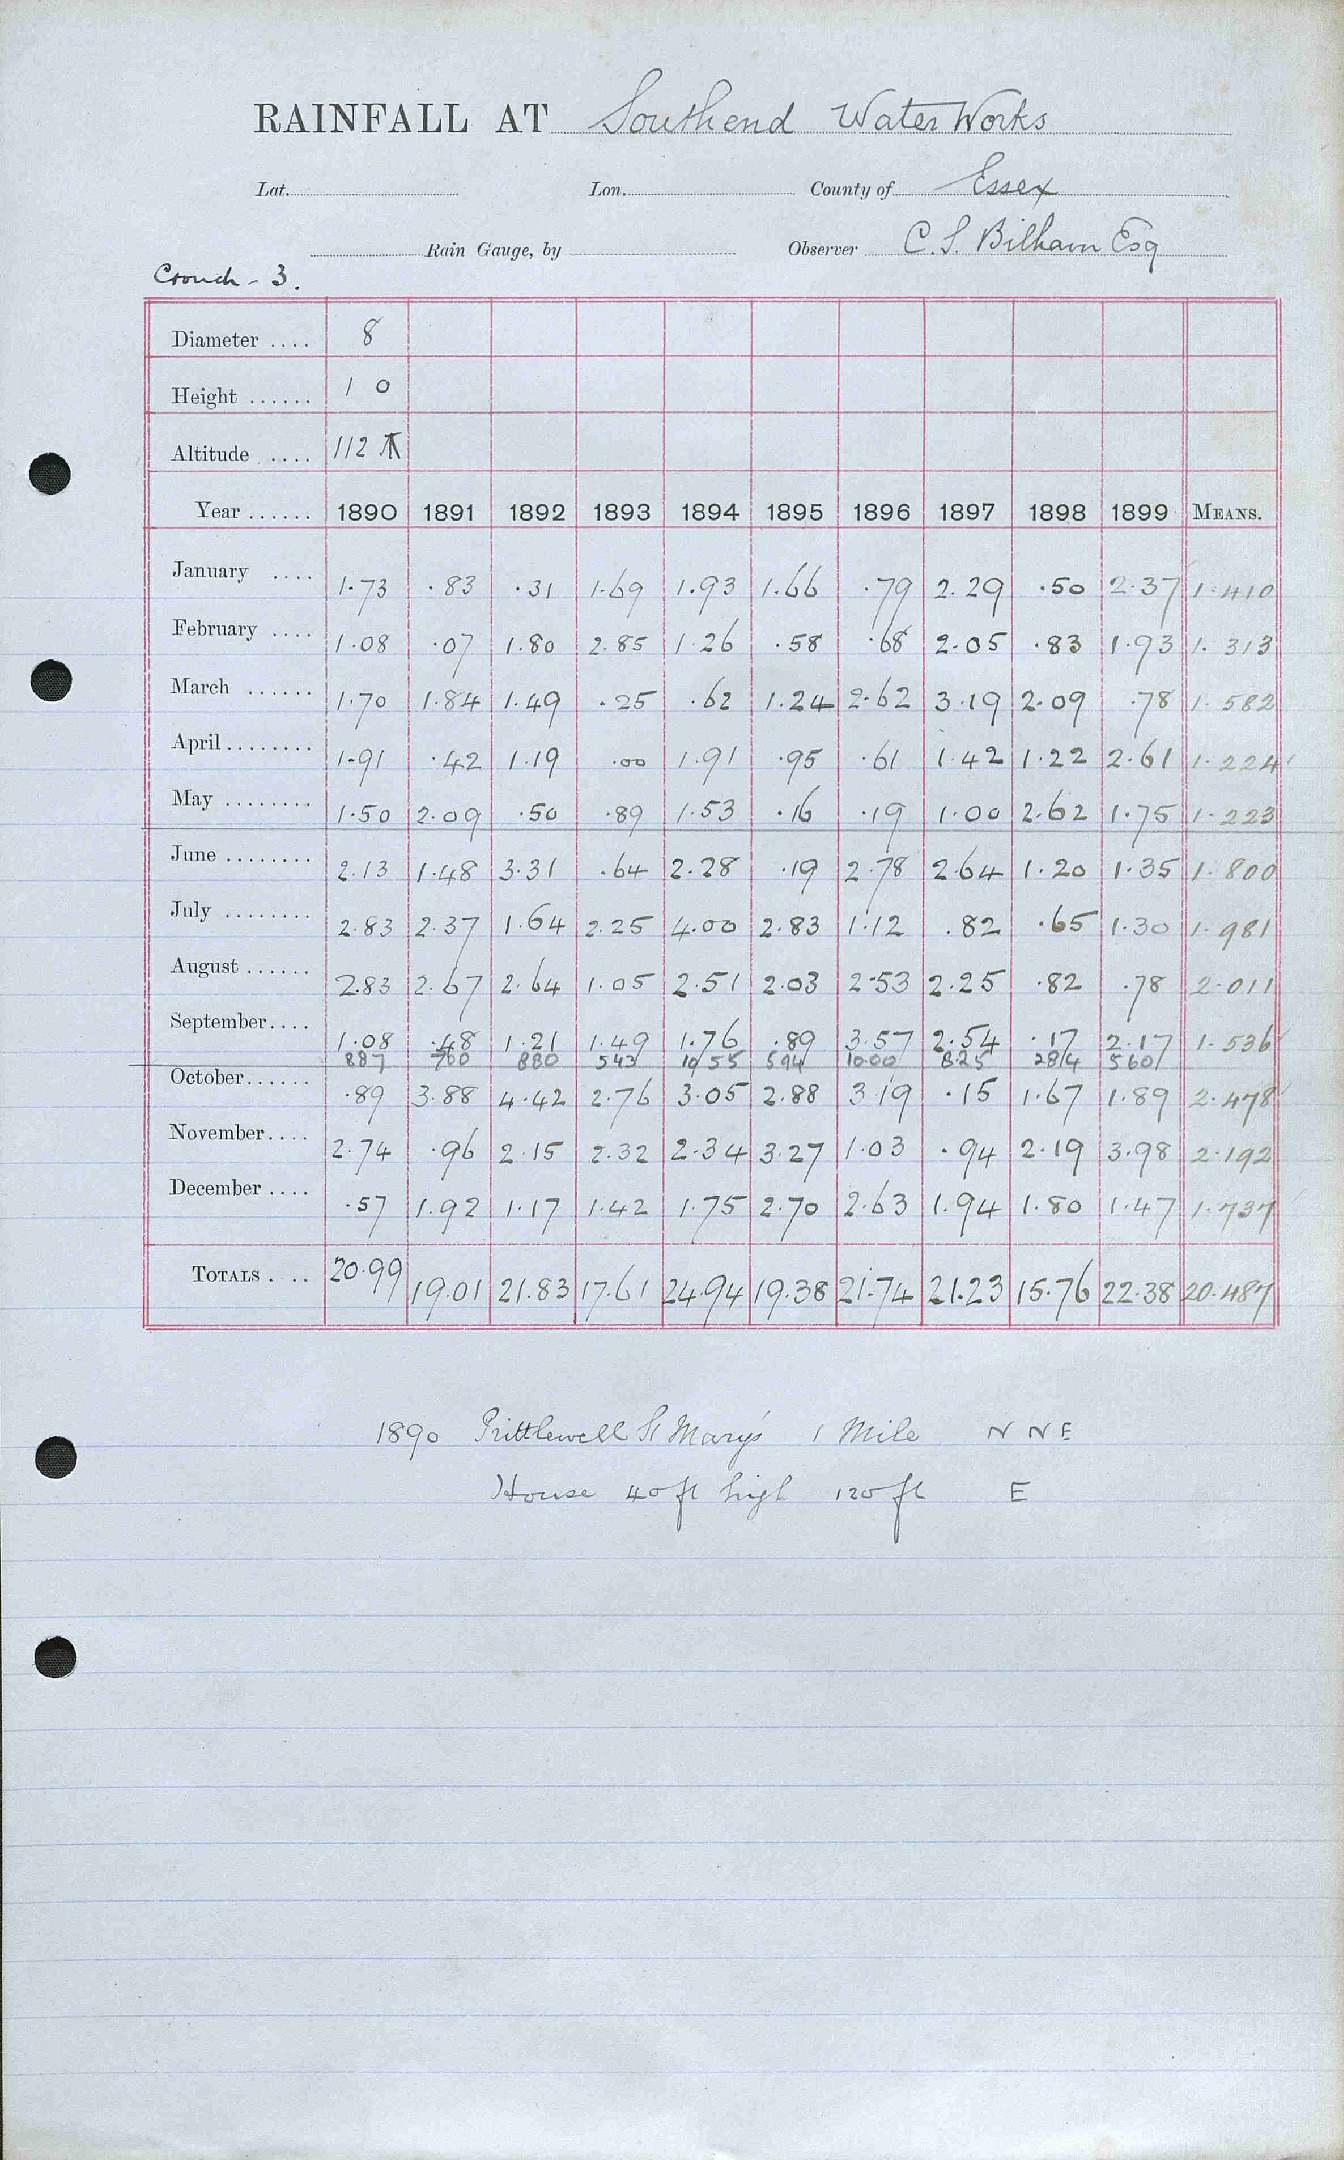 RAINFALL AT Southend Water Works
Lat. Lon. County of Essex
Rain Gauge, by Observer C. S. Bilham Esq
Crouch - 3.
Diameter .... 8
Height ...... 1 0
Altitude .... 112
Year ...... 1890 1891 1892 1893 1894 1895 1896 1897 1898 1899 MEANS.
January .... 1.73 .83 .31 1.69 1.93 1.66 .79 2.29 .50 2.37 1.410
February .... 1.08 .07 1.80 2.85 1.26 .58 .68 2.05 .83 1.93 1.313
March ...... 1.70 1.84 1.49 .25 .62 1.24 2.62 3.19 2.09 .78 1.582
April ........ 1.91 .42 1.19 .00 1.91 .95 .61 1.42 1.22 2.61 1.224
May ........ 1.50 2.09 .50 .89 1.53 .16 .19 1.00 2.62 1.75 1.223
June ........ 2.13 1.48 3.31 .64 2.28 .19 2.78 2.64 1.20 1.35 1.800
July ........ 2.83 2.37 1.64 2.25 4.00 2.83 1.12 .82 .65 1.30 1.981
August ...... 2.83 2.67 2.64 1.05 2.51 2.03 2.53 2.25 .82 .78 2.011
September.... 1.08 .48 1.21 1.49 1.76 .89 3.57 2.54 .17 2.17 1.536
887 700 880 543 1055 594 1000 825 284 560
October...... .89 3.88 4.42 2.76 3.05 2.88 3.19 .15 1.67 1.89 2.478
November.... 2.74 .96 2.15 2.32 2.34 3.27 1.03 .94 2.19 3.98 2.192
December .... .57 1.92 1.17 1.42 1.75 2.70 2.63 1.94 1.80 1.47 1.737
TOTALS .... 20.99 19.01 21.83 17.61 24.94 19.38 21.74 21.23 15.76 22.38 20.487
1890 Prittlewell St Mary's 1 Mile N N E
House 40 ft high 120 ft E